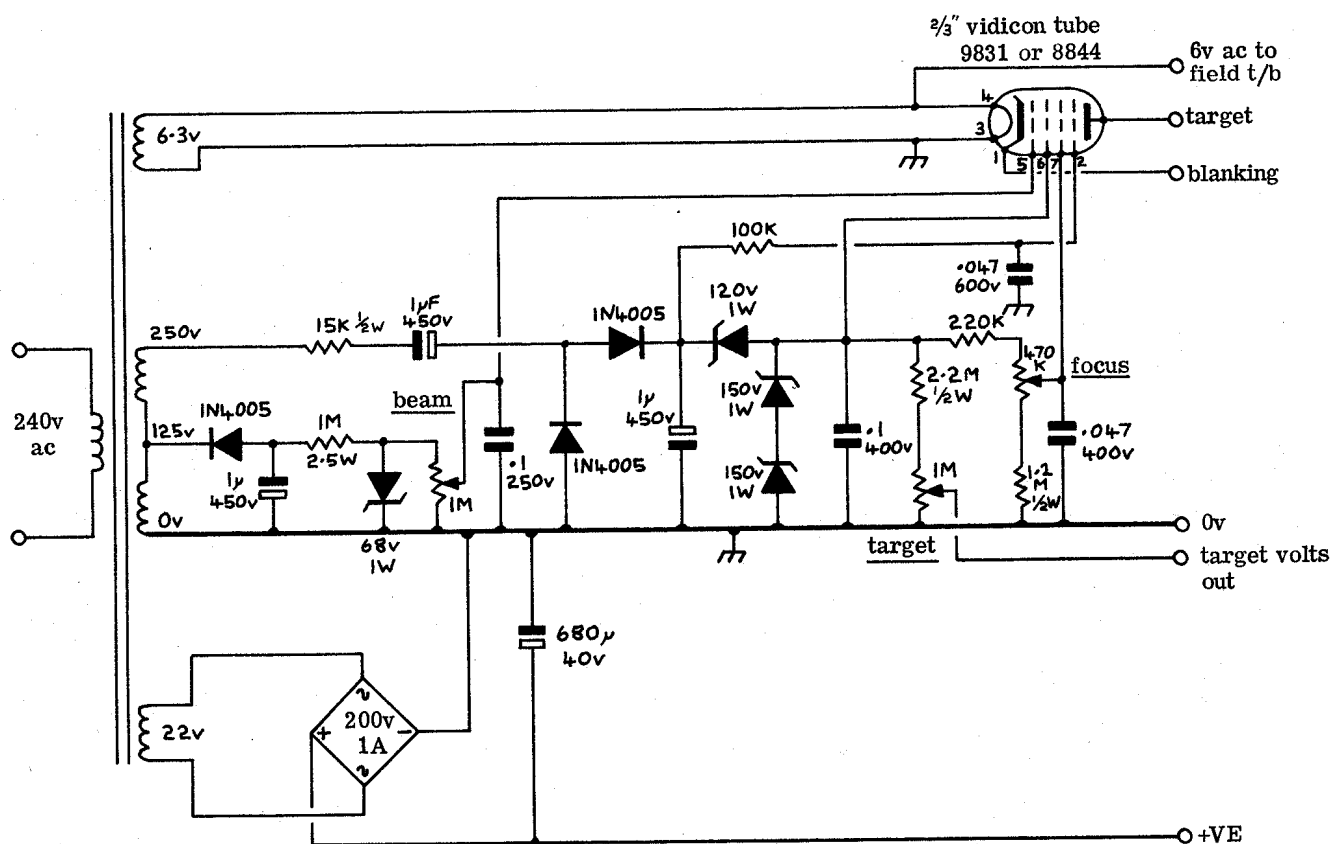 ⅔" vidicon tube
9831 or 8844
6v ac to
field t/b
target
blanking
6.3v
4
3
1
5
6
7
2
100K
.047
600v
120v
1W
1N4005
1µF
450v
15K ½W
250v
220K
470
K
focus
2.2M
½W
150v
1W
1µ
450v
240v
ac
1N4005
125v
1M
2.5W
beam
.1
250v
1N4005
.1
400v
.047
400v
1µ
450v
1M
150v
1W
1M
1.2
M
½W
0v
0v
68v
1W
target
target volts
out
680µ
40v
22v
200v
1A
+
-
~
~
+VE